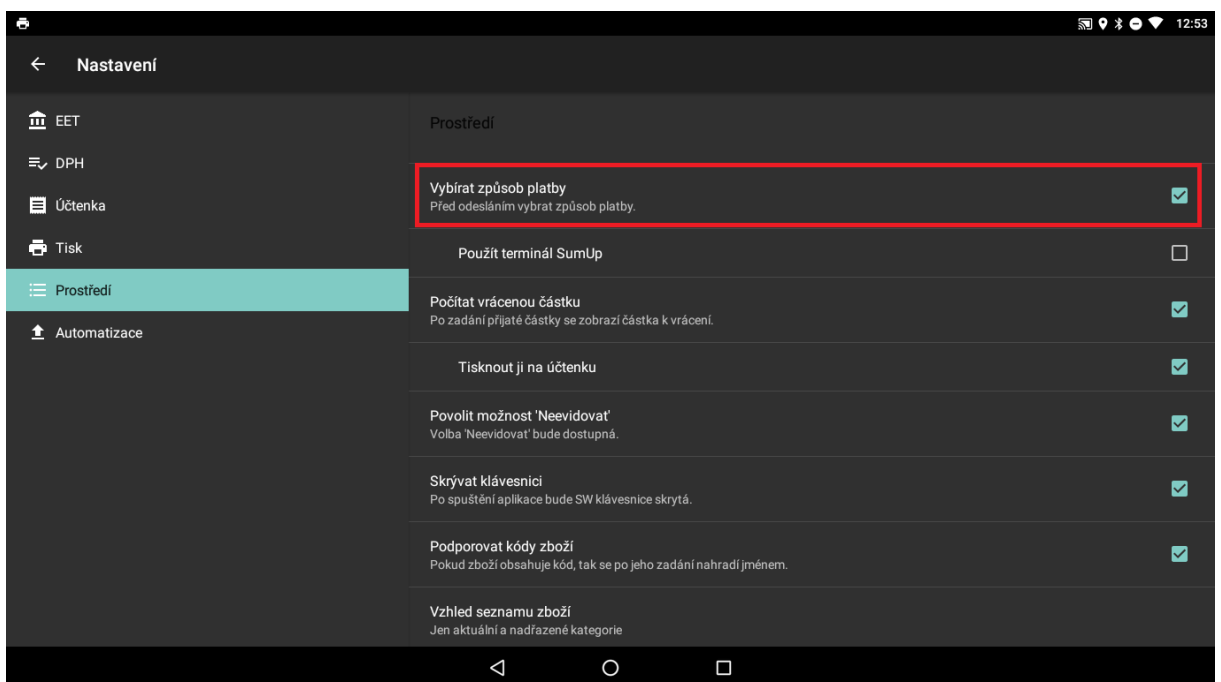 12:53
Nastavení
EET
DPH
Účtenka
Tisk
Prostředí
Automatizace
Prostředí
Vybírat způsob platby
Před odesláním vybrat způsob platby.
Použít terminál SumUp
Počítat vrácenou částku
Po zadání přijaté částky se zobrazí částka k vrácení.
Tisknout ji na účtenku
Povolit možnost 'Neevidovat'
Volba 'Neevidovat' bude dostupná.
Skrývat klávesnici
Po spuštění aplikace bude SW klávesnice skrytá.
Podporovat kódy zboží
Pokud zboží obsahuje kód, tak se po jeho zadání nahradí jménem.
Vzhled seznamu zboží
Jen aktuální a nadřazené kategorie